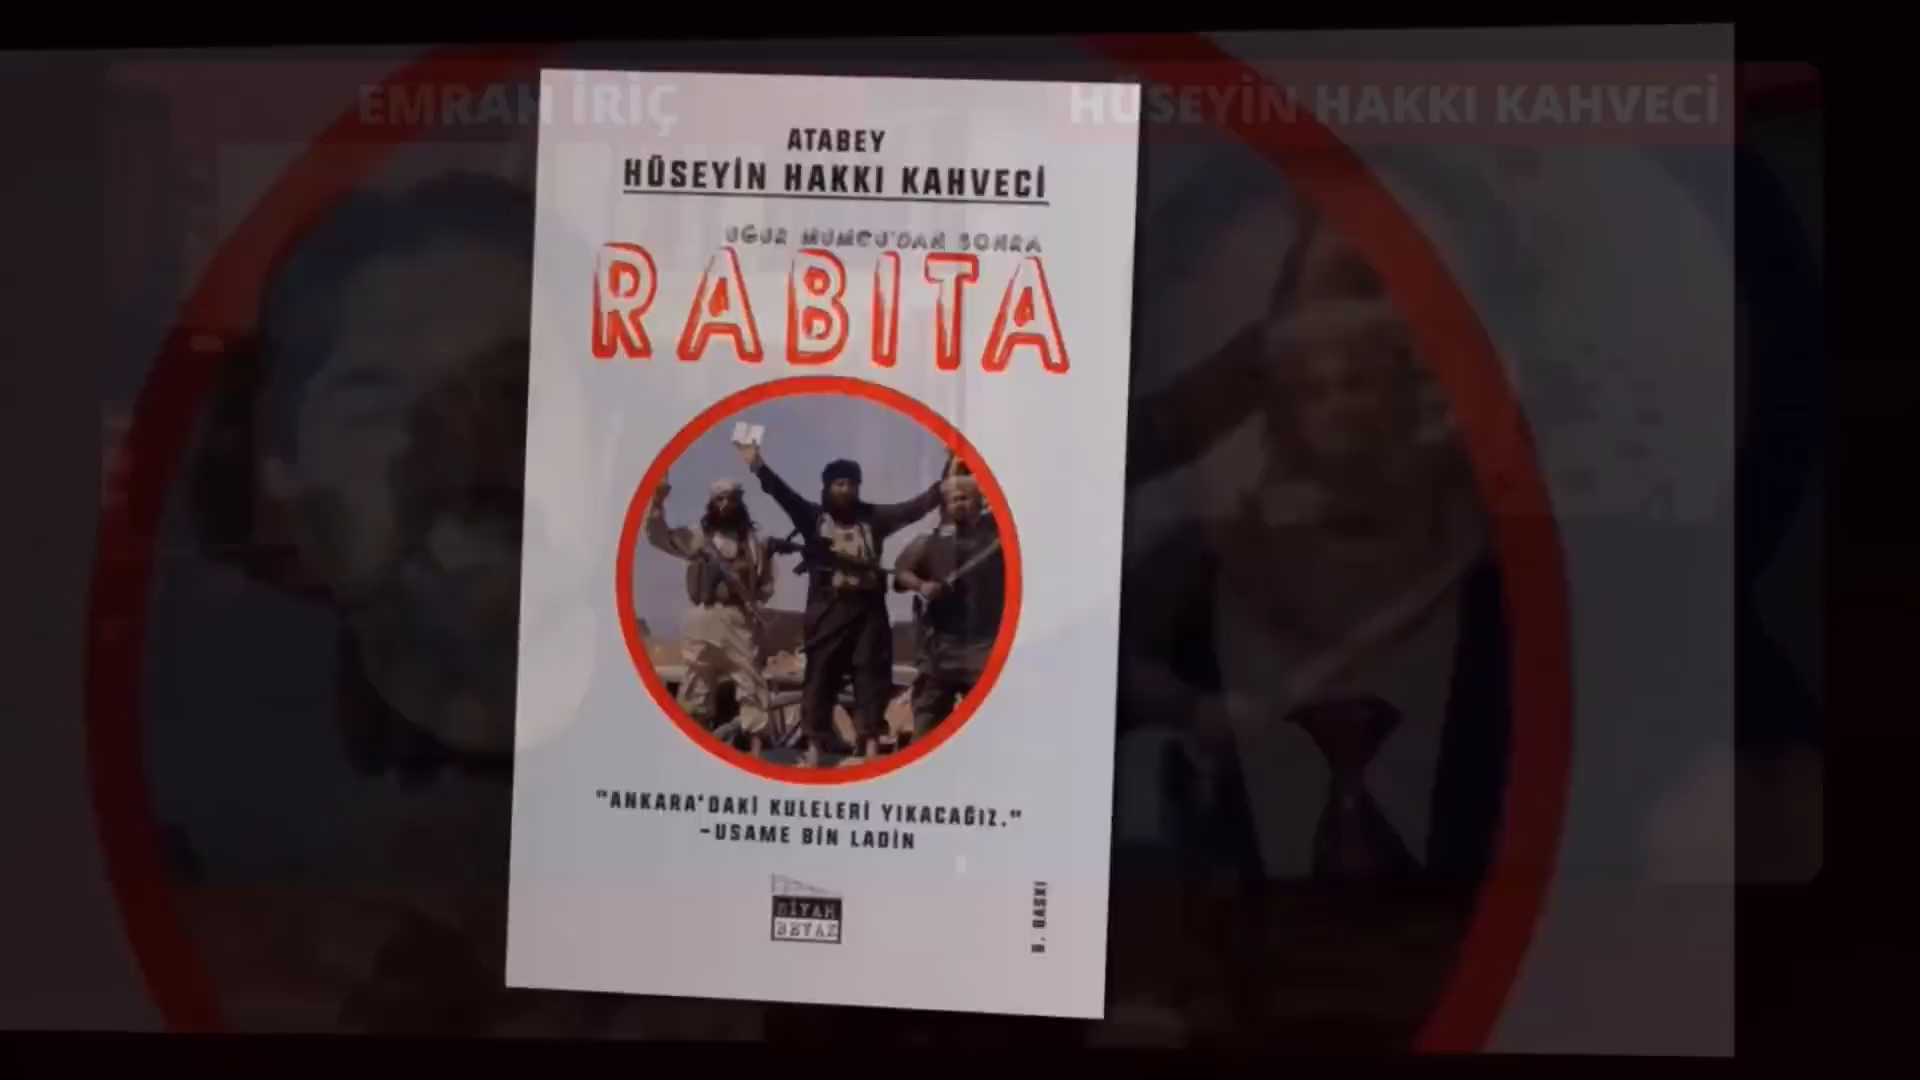 EMRAH İRİÇ
HÜSEYİN HAKKI KAHVECİ
ATABEY
HÜSEYİN HAKKI KAHVECİ
UĞUR MUMCU'DAN SONRA
RABITA
"ANKARA'DAKİ KULELERİ YIKACAĞIZ."
-USAME BİN LADİN
SİYAH
BEYAZ
BASKI